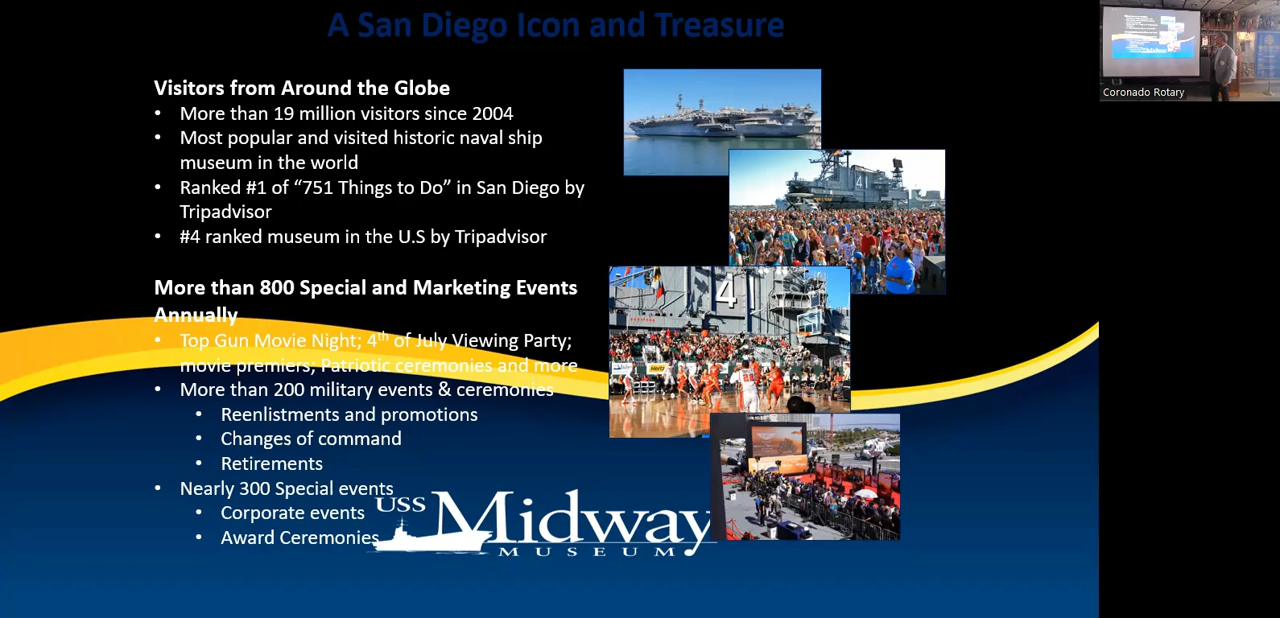 A San Diego Icon and Treasure
Visitors from Around the Globe
• More than 19 million visitors since 2004
• Most popular and visited historic naval ship
museum in the world
• Ranked #1 of “751 Things to Do” in San Diego by
Tripadvisor
• #4 ranked museum in the U.S by Tripadvisor
More than 800 Special and Marketing Events
Annually
• Top Gun Movie Night; 4th of July Viewing Party;
movie premiers; Patriotic ceremonies and more
• More than 200 military events & ceremonies
• Reenlistments and promotions
• Changes of command
• Retirements
• Nearly 300 Special events
• Corporate events
• Award Ceremonies
USS
Midway
MUSEUM
41
4
Hertz
22
Coronado Rotary
Midway